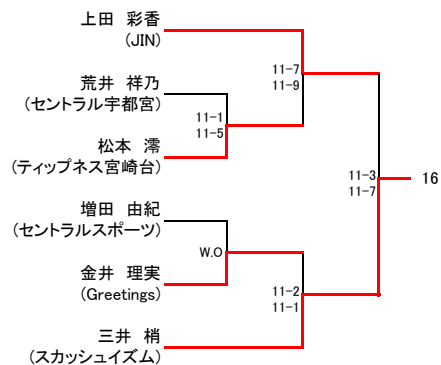 上田 彩香
(JIN)
11-7
11-9
荒井 祥乃
(セントラル宇都宮)
11-1
11-5
松本 澪
(ティップネス宮崎台)
11-3
11-7
16
増田 由紀
(セントラルスポーツ)
W.O
金井 理実
(Greetings)
11-2
11-1
三井 梢
(スカッシュイズム)